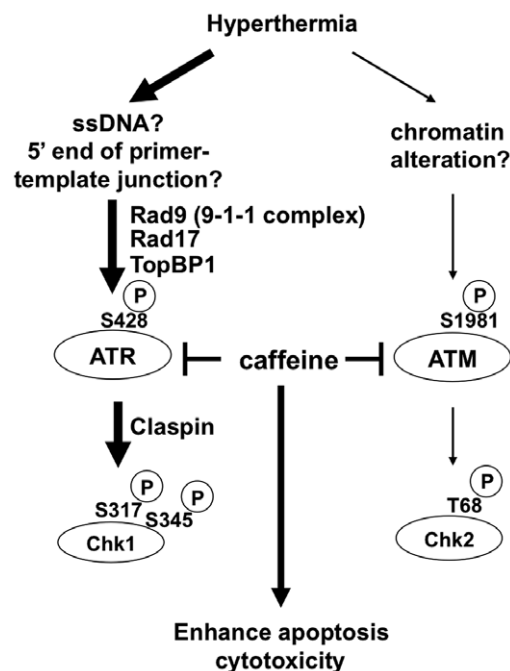 Hyperthermia
ssDNA?
5' end of primer-
template junction?
chromatin
alteration?
Rad9 (9-1-1 complex)
Rad17
TopBP1
P
S428
ATR
caffeine
P
S1981
ATM
Claspin
P
P
S317
S345
Chk1
P
T68
Chk2
Enhance apoptosis
cytotoxicity